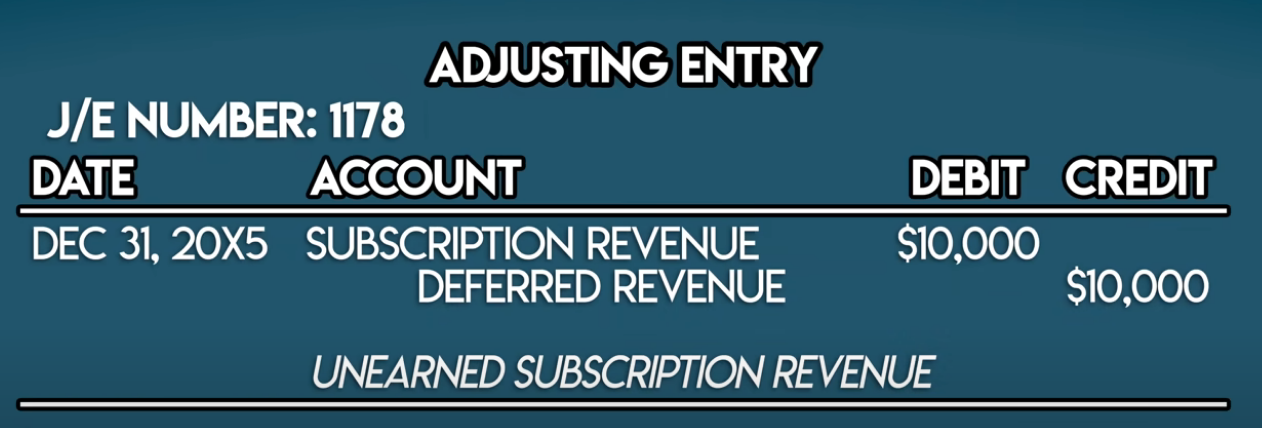 ADJUSTING ENTRY
J/E NUMBER: 1178
DATE ACCOUNT DEBIT CREDIT
DEC 31, 20X5 SUBSCRIPTION REVENUE $10,000
DEFERRED REVENUE $10,000
UNEARNED SUBSCRIPTION REVENUE